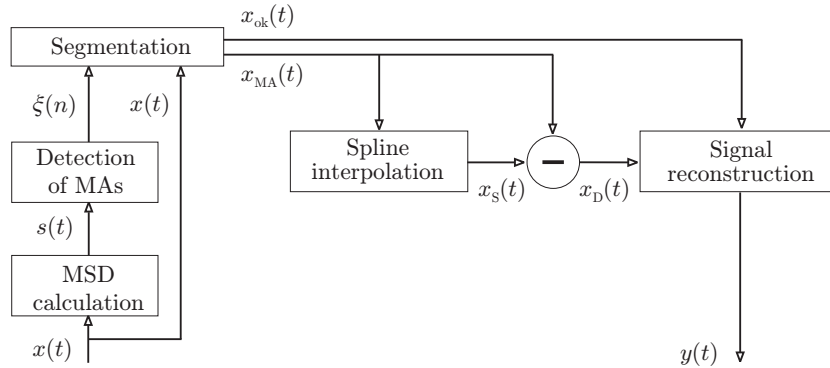 x_ok(t)
Segmentation
x_MA(t)
ξ(n)
x(t)
Detection
of MAs
Spline
interpolation
−
Signal
reconstruction
x_S(t)
x_D(t)
s(t)
MSD
calculation
x(t)
y(t)